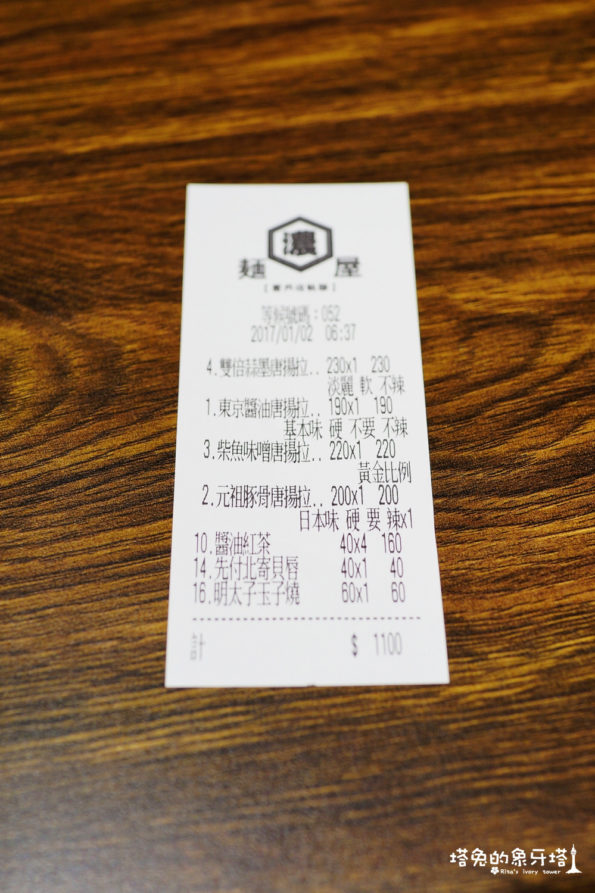 濃
麵 屋
等候號碼：052
2017/01/02 06:37
4.雙倍蒜墨唐揚拉.. 230x1 230
淡麗 軟 不辣
1.東京醬油唐揚拉.. 190x1 190
基本味 硬 不要 不辣
3.柴魚味噌唐揚拉.. 220x1 220
黃金比例
2.元祖豚骨唐揚拉.. 200x1 200
日本味 硬 要 辣x1
10.醬油紅茶 40x4 160
14.先付北寄貝唇 40x1 40
16.明太子玉子燒 60x1 60
計 $ 1100
塔兔的象牙塔
Rita's ivory tower